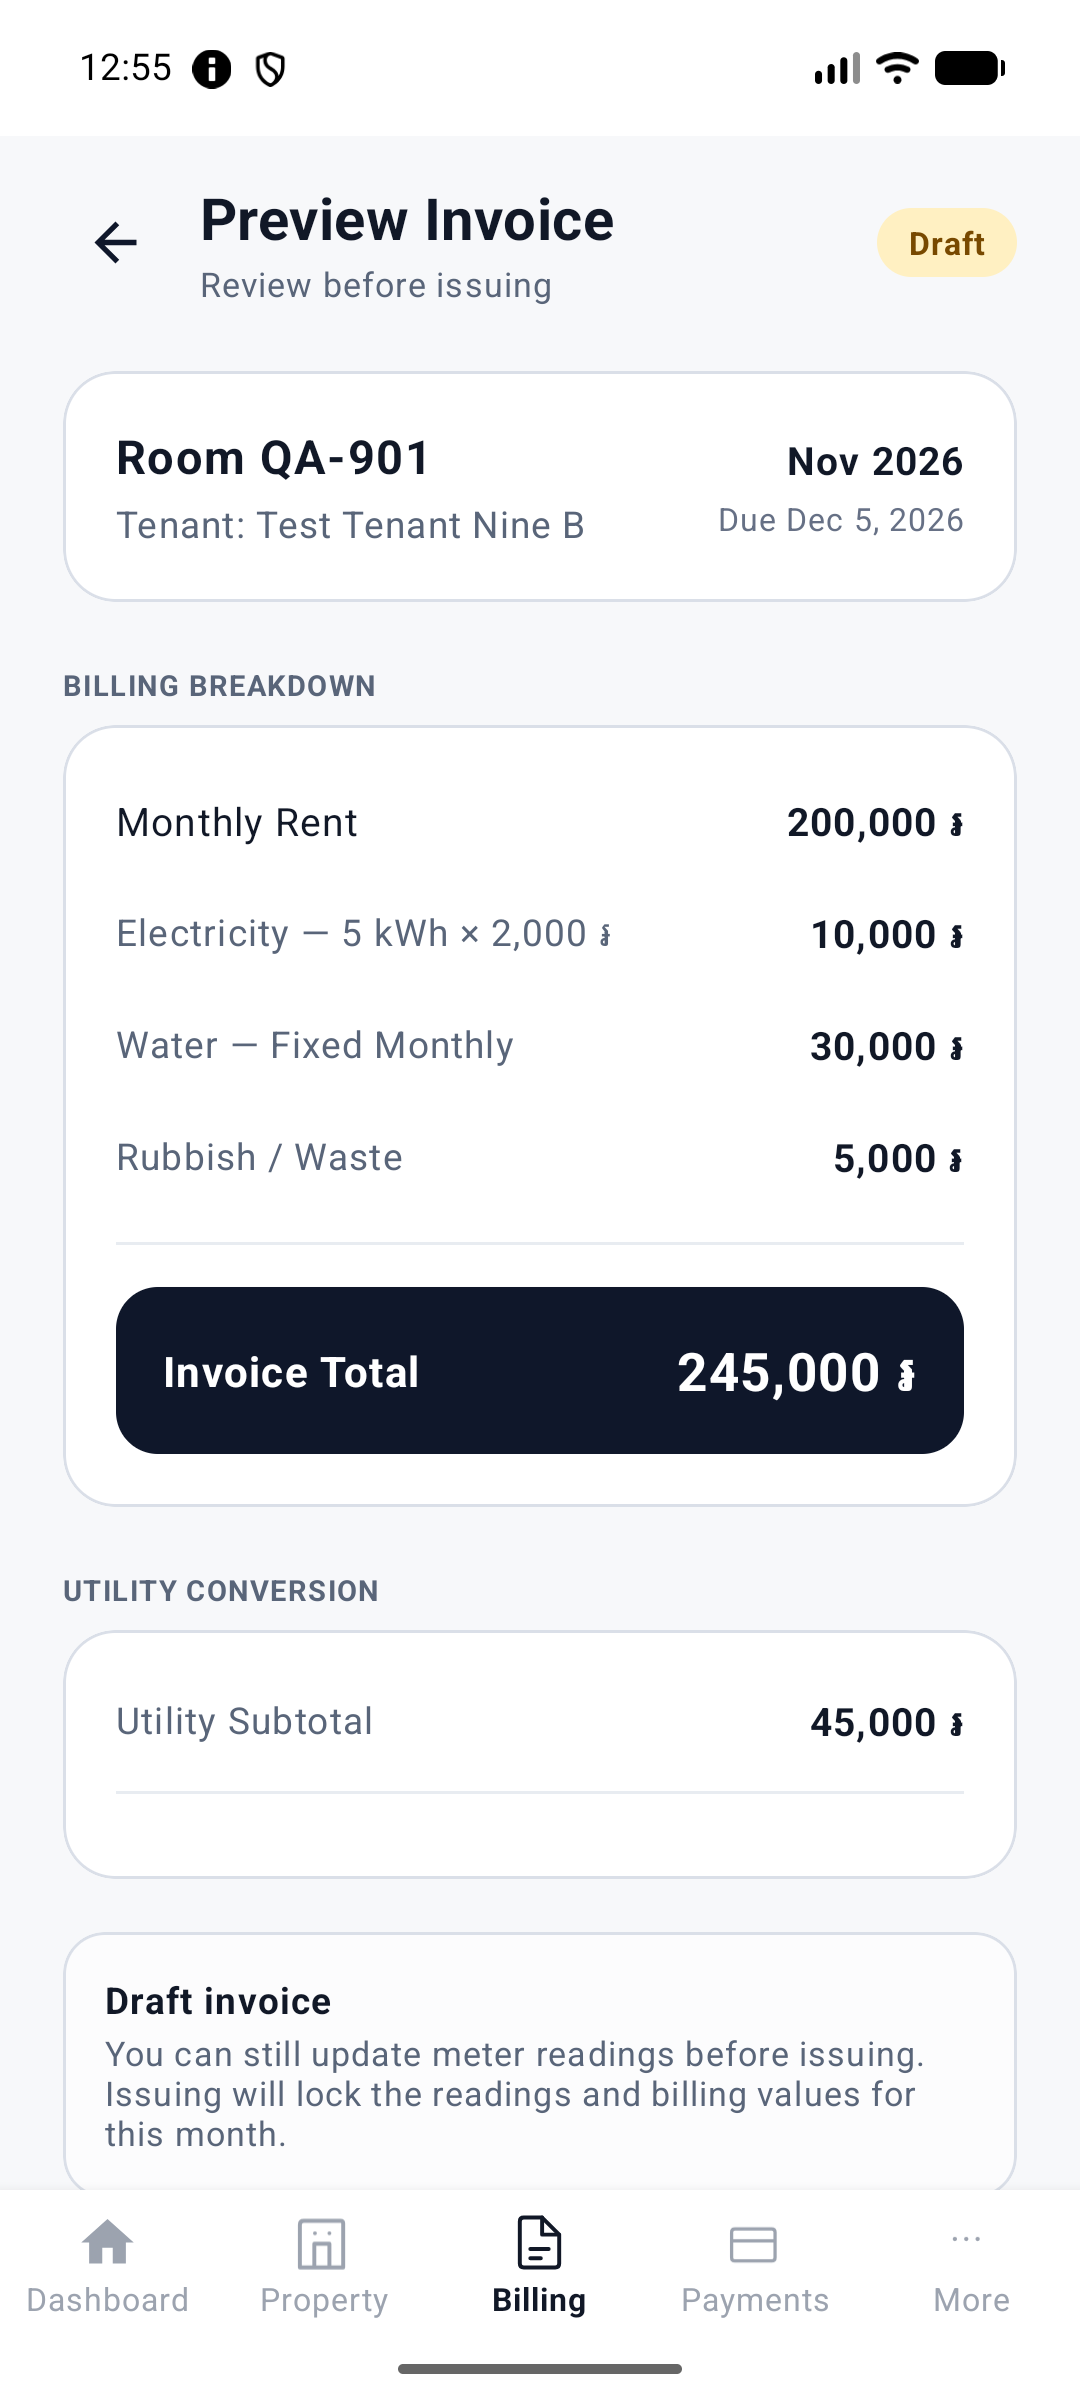 12:55
Preview Invoice
Draft
Review before issuing
Room QA-901
Nov 2026
Tenant: Test Tenant Nine B
Due Dec 5, 2026
BILLING BREAKDOWN
Monthly Rent 200,000 ៛
Electricity — 5 kWh × 2,000 ៛ 10,000 ៛
Water — Fixed Monthly 30,000 ៛
Rubbish / Waste 5,000 ៛
Invoice Total 245,000 ៛
UTILITY CONVERSION
Utility Subtotal 45,000 ៛
Draft invoice
You can still update meter readings before issuing.
Issuing will lock the readings and billing values for
this month.
Dashboard Property Billing Payments More